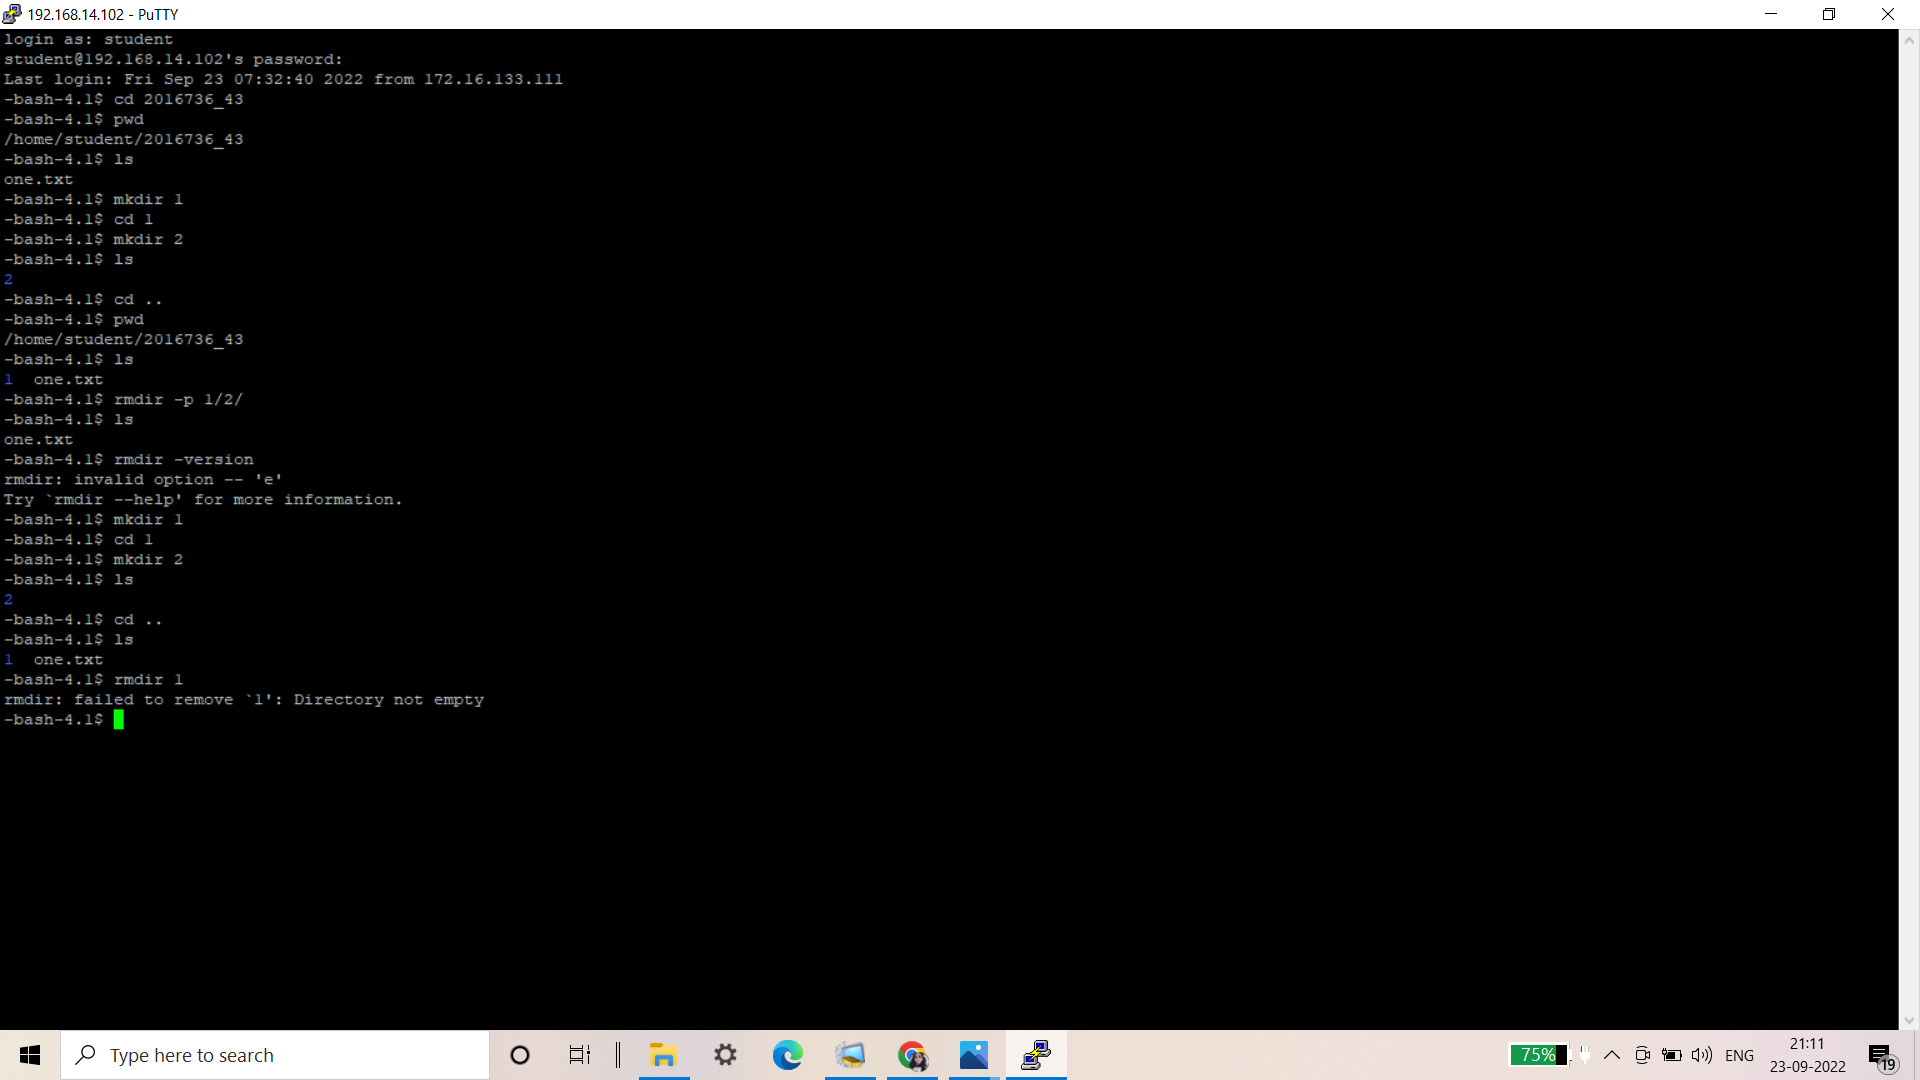 192.168.14.102 - PuTTY
login as: student
student@192.168.14.102's password:
Last login: Fri Sep 23 07:32:40 2022 from 172.16.133.111
-bash-4.1$ cd 2016736_43
-bash-4.1$ pwd
/home/student/2016736_43
-bash-4.1$ ls
one.txt
-bash-4.1$ mkdir 1
-bash-4.1$ cd 1
-bash-4.1$ mkdir 2
-bash-4.1$ ls
2
-bash-4.1$ cd ..
-bash-4.1$ pwd
/home/student/2016736_43
-bash-4.1$ ls
1  one.txt
-bash-4.1$ rmdir -p 1/2/
-bash-4.1$ ls
one.txt
-bash-4.1$ rmdir -version
rmdir: invalid option -- 'e'
Try `rmdir --help' for more information.
-bash-4.1$ mkdir 1
-bash-4.1$ cd 1
-bash-4.1$ mkdir 2
-bash-4.1$ ls
2
-bash-4.1$ cd ..
-bash-4.1$ ls
1  one.txt
-bash-4.1$ rmdir 1
rmdir: failed to remove `1': Directory not empty
-bash-4.1$
Type here to search
75%
ENG
21:11
23-09-2022
19